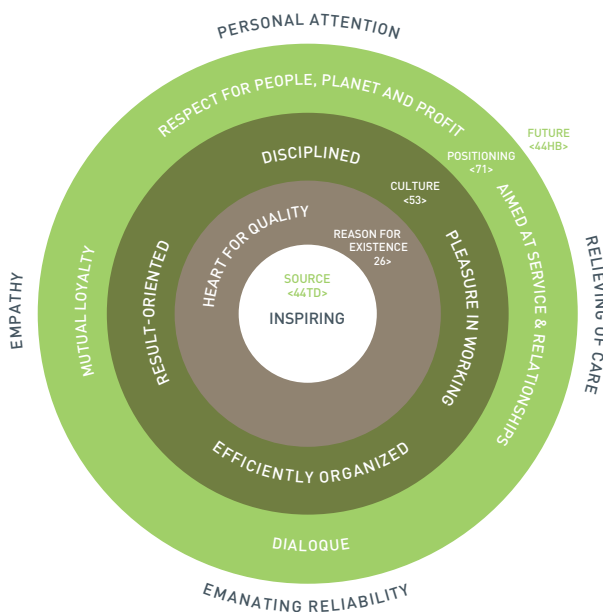 PERSONAL ATTENTION
RESPECT FOR PEOPLE, PLANET AND PROFIT
FUTURE
<44HB>
DISCIPLINED
POSITIONING
<71>
CULTURE
<53>
HEART FOR QUALITY
REASON FOR
EXISTENCE
26>
AIMED AT SERVICE & RELATIONSHIPS
RELIEVING OF CARE
PLEASURE IN WORKING
SOURCE
<44TD>
INSPIRING
RESULT-ORIENTED
MUTUAL LOYALTY
EMPATHY
EFFICIENTLY ORGANIZED
DIALOQUE
EMANATING RELIABILITY